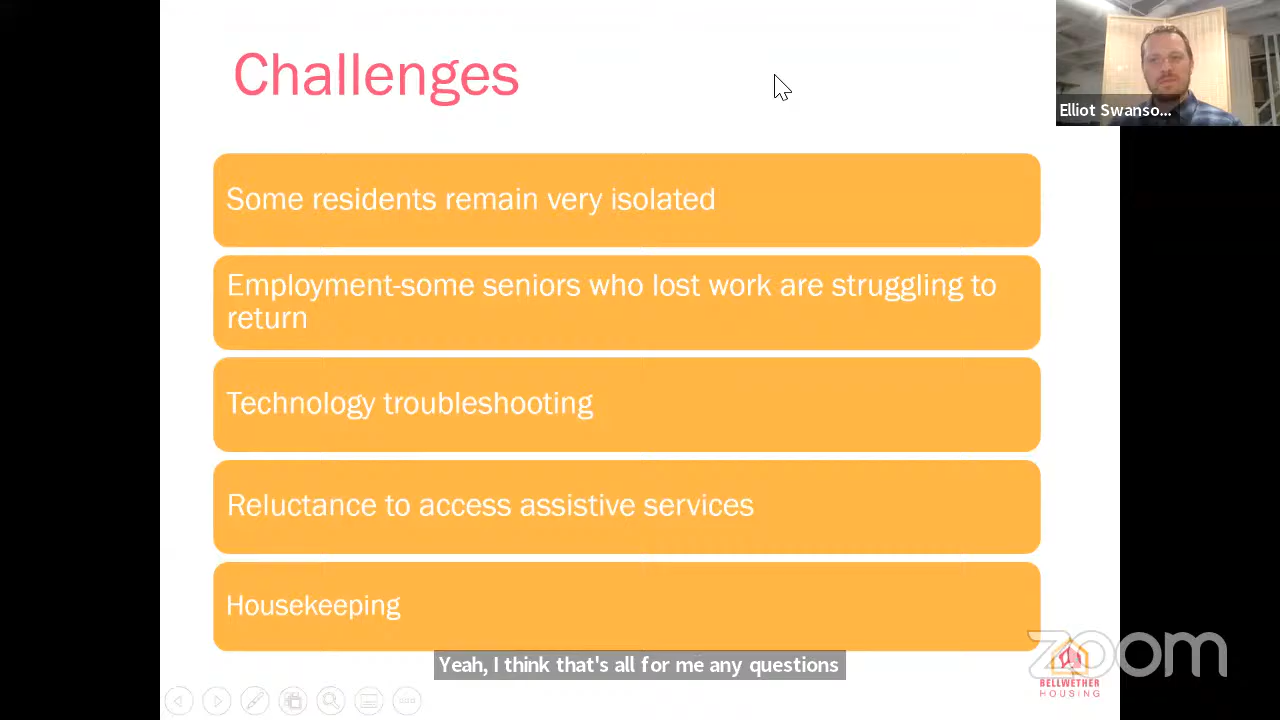 Challenges
Elliot Swanso...
Some residents remain very isolated
Employment-some seniors who lost work are struggling to
return
Technology troubleshooting
Reluctance to access assistive services
Housekeeping
Yeah, I think that's all for me any questions
zoom
BELLWETHER
HOUSING